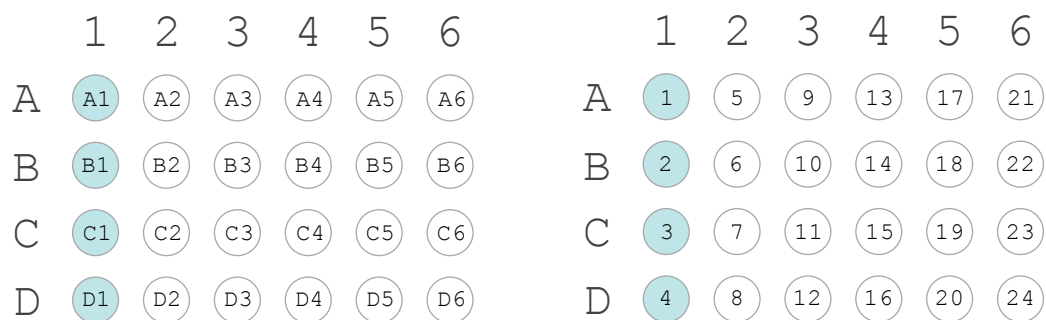 1 2 3 4 5 6
A A1 A2 A3 A4 A5 A6
B B1 B2 B3 B4 B5 B6
C C1 C2 C3 C4 C5 C6
D D1 D2 D3 D4 D5 D6
1 2 3 4 5 6
A 1 5 9 13 17 21
B 2 6 10 14 18 22
C 3 7 11 15 19 23
D 4 8 12 16 20 24